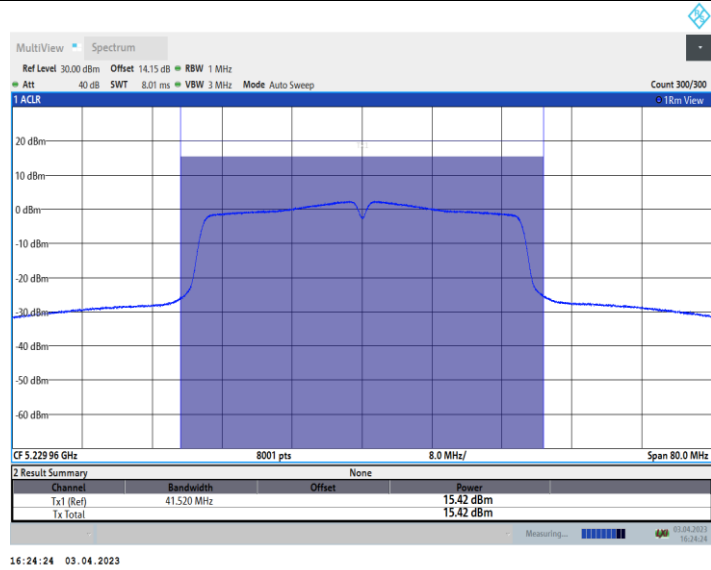 MultiView Spectrum
Ref Level 30.00 dBm Offset 14.15 dB RBW 1 MHz
Att 40 dB SWT 8.01 ms VBW 3 MHz Mode Auto Sweep Count 300/300
1 ACLR 1Rm View
20 dBm
10 dBm
0 dBm
-10 dBm
-20 dBm
-30 dBm
-40 dBm
-50 dBm
-60 dBm
CF 5.229 96 GHz 8001 pts 8.0 MHz/ Span 80.0 MHz
2 Result Summary None
Channel Bandwidth Offset Power
Tx1 (Ref) 41.520 MHz 15.42 dBm
Tx Total 15.42 dBm
Measuring... 03.04.2023
16:24:24
16:24:24 03.04.2023